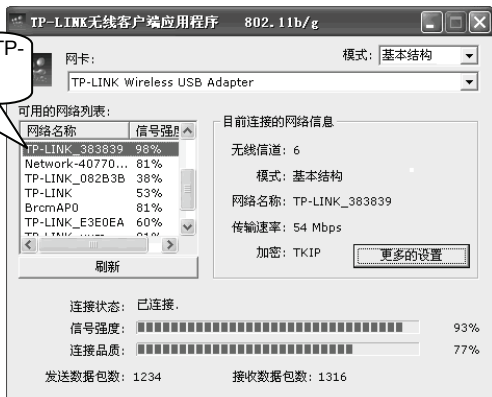 TP-LINK无线客户端应用程序 802.11b/g
TP-
网卡:
模式: 基本结构
TP-LINK Wireless USB Adapter
可用的网络列表:
网络名称 信号强度
TP-LINK_383839 98%
Network-40770... 81%
TP-LINK_082B3B 38%
TP-LINK 53%
BrcmAP0 81%
TP-LINK_E3E0EA 60%
刷新
目前连接的网络信息
无线信道: 6
模式: 基本结构
网络名称: TP-LINK_383839
传输速率: 54 Mbps
加密: TKIP
更多的设置
连接状态: 已连接.
信号强度: 93%
连接品质: 77%
发送数据包数: 1234 接收数据包数: 1316